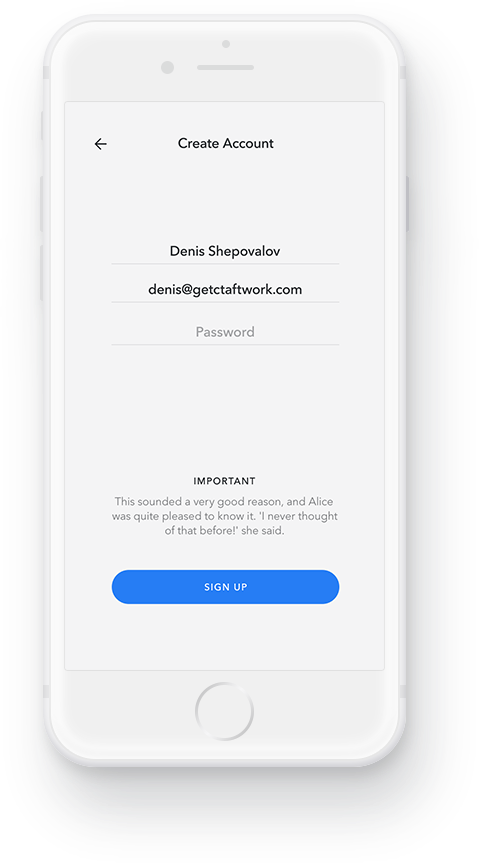 Create Account
Denis Shepovalov
denis@getctaftwork.com
Password
IMPORTANT
This sounded a very good reason, and Alice
was quite pleased to know it. 'I never thought
of that before!' she said.
SIGN UP